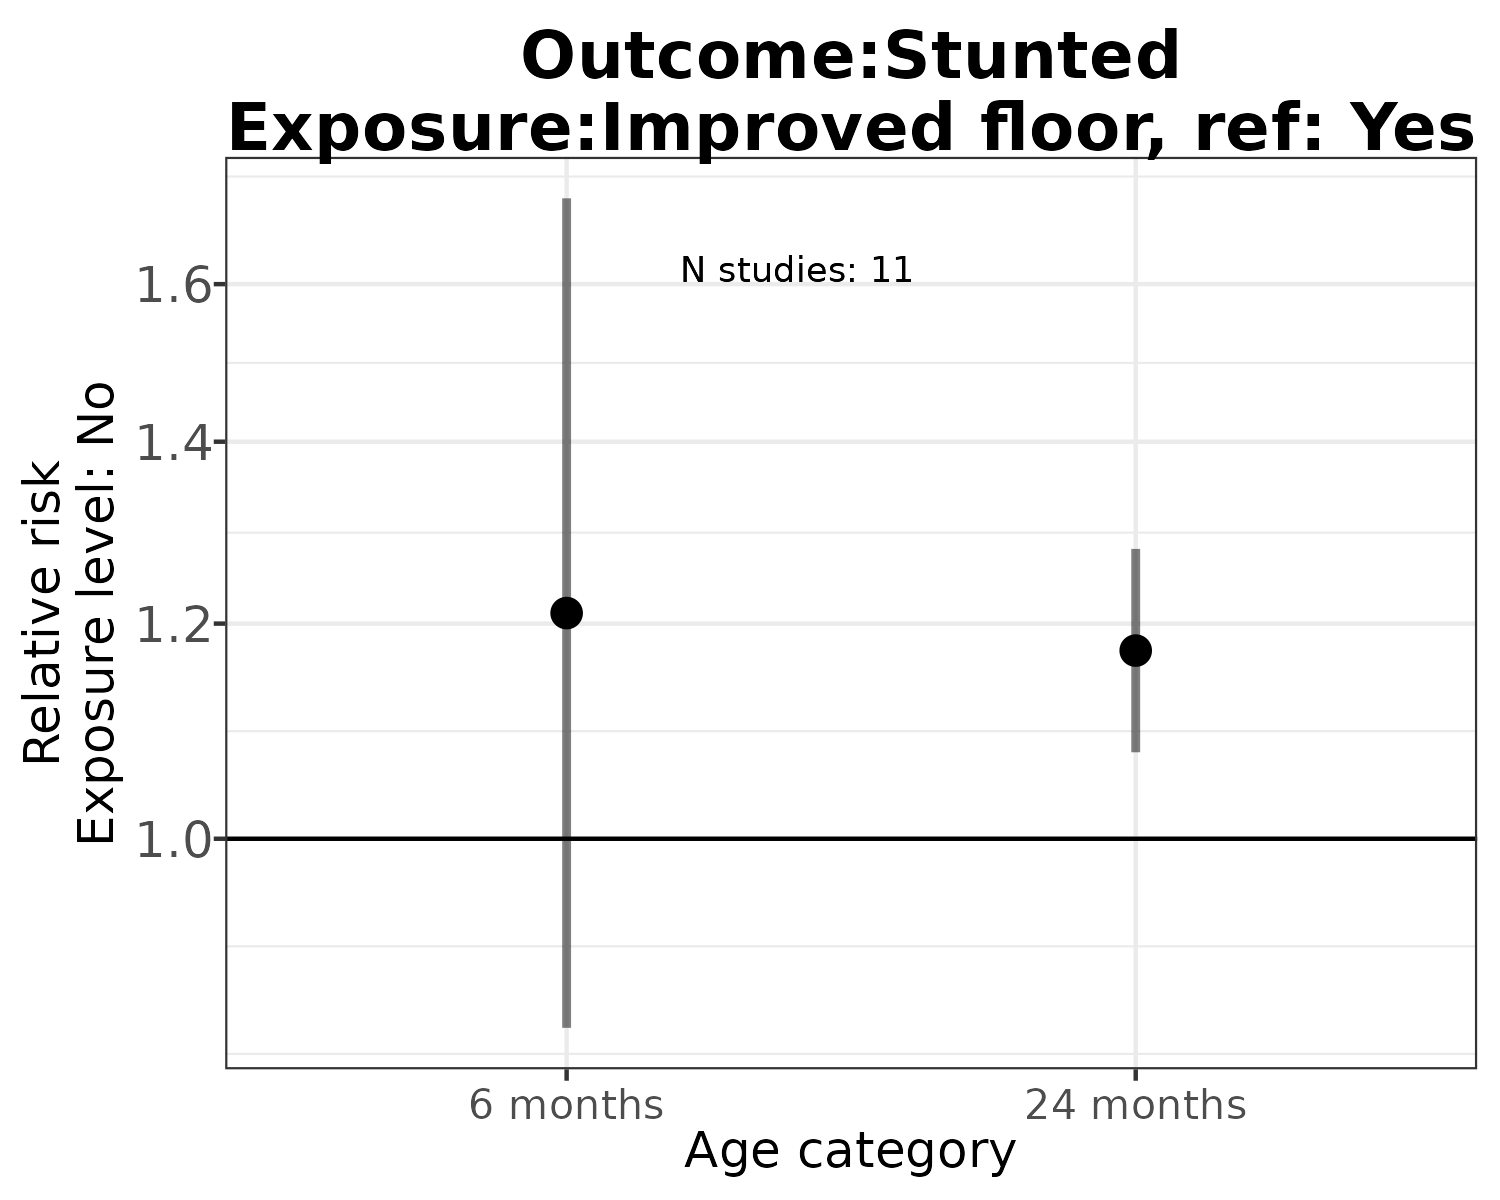 Outcome:Stunted
Exposure:Improved floor, ref: Yes
N studies: 11
Relative risk
Exposure level: No
1.6
1.4
1.2
1.0
6 months
24 months
Age category